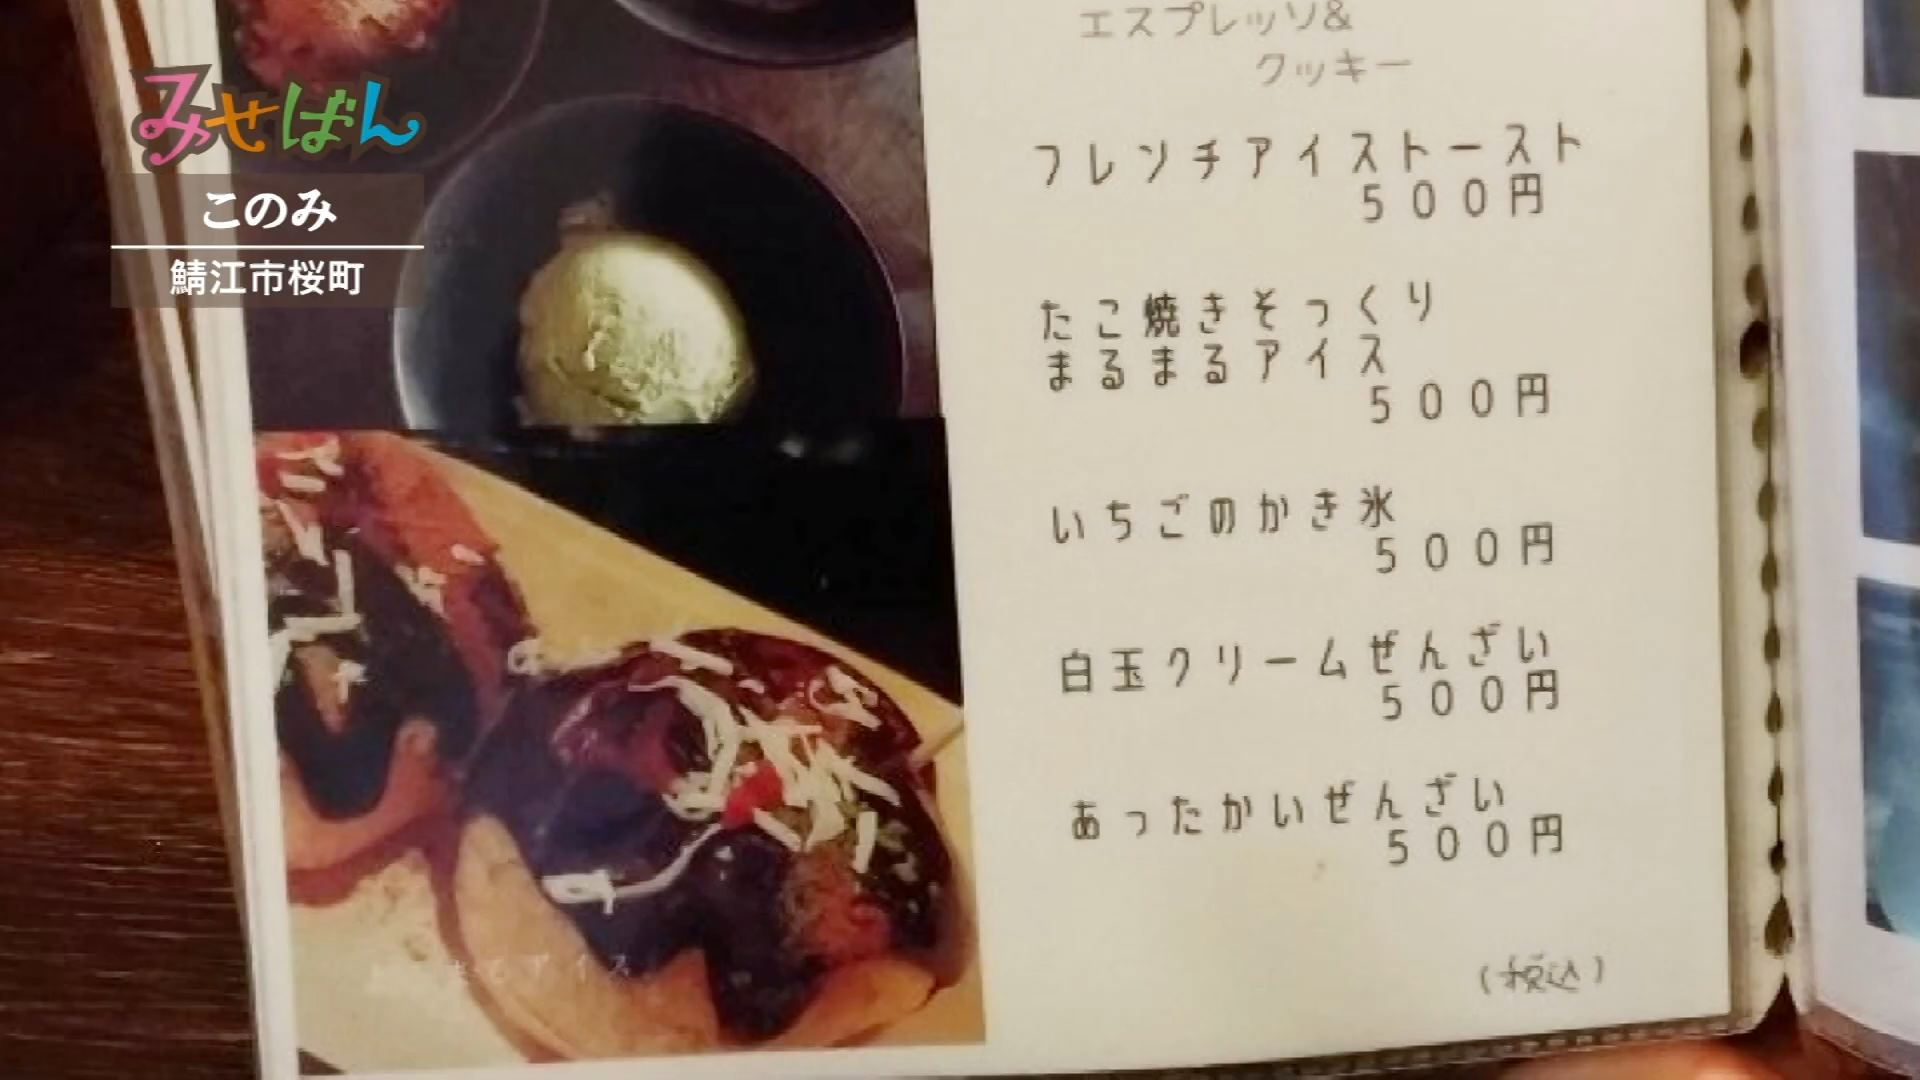 みせばん
このみ
鯖江市桜町
エスプレッソ&
クッキー
フレンチアイストースト
500円
たこ焼きそっくり
まるまるアイス
500円
いちごのかき氷
500円
白玉クリームぜんざい
500円
あったかいぜんざい
500円
(税込)
まるアイス